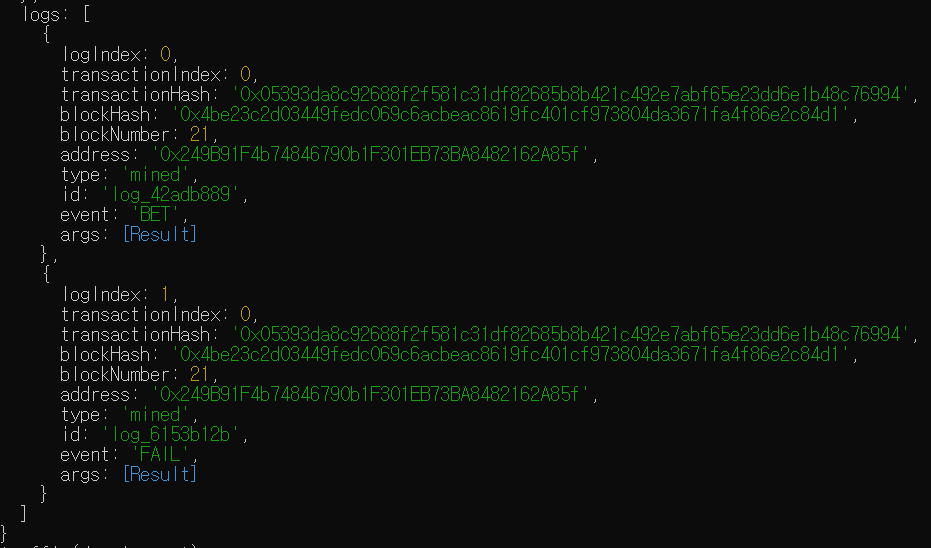 logs: [
{
logIndex: 0,
transactionIndex: 0,
transactionHash: '0x05393da8c92688f2f581c31df82685b8b421c492e7abf65e23dd6e1b48c76994',
blockHash: '0x4be23c2d03449fedc069c6acbeac8619fc401cf973804da3671fa4f86e2c84d1',
blockNumber: 21,
address: '0x249B91F4b74846790b1F301EB73BA8482162A85f',
type: 'mined',
id: 'log_42adb889',
event: 'BET',
args: [Result]
},
{
logIndex: 1,
transactionIndex: 0,
transactionHash: '0x05393da8c92688f2f581c31df82685b8b421c492e7abf65e23dd6e1b48c76994',
blockHash: '0x4be23c2d03449fedc069c6acbeac8619fc401cf973804da3671fa4f86e2c84d1',
blockNumber: 21,
address: '0x249B91F4b74846790b1F301EB73BA8482162A85f',
type: 'mined',
id: 'log_6153b12b',
event: 'FAIL',
args: [Result]
}
]
}